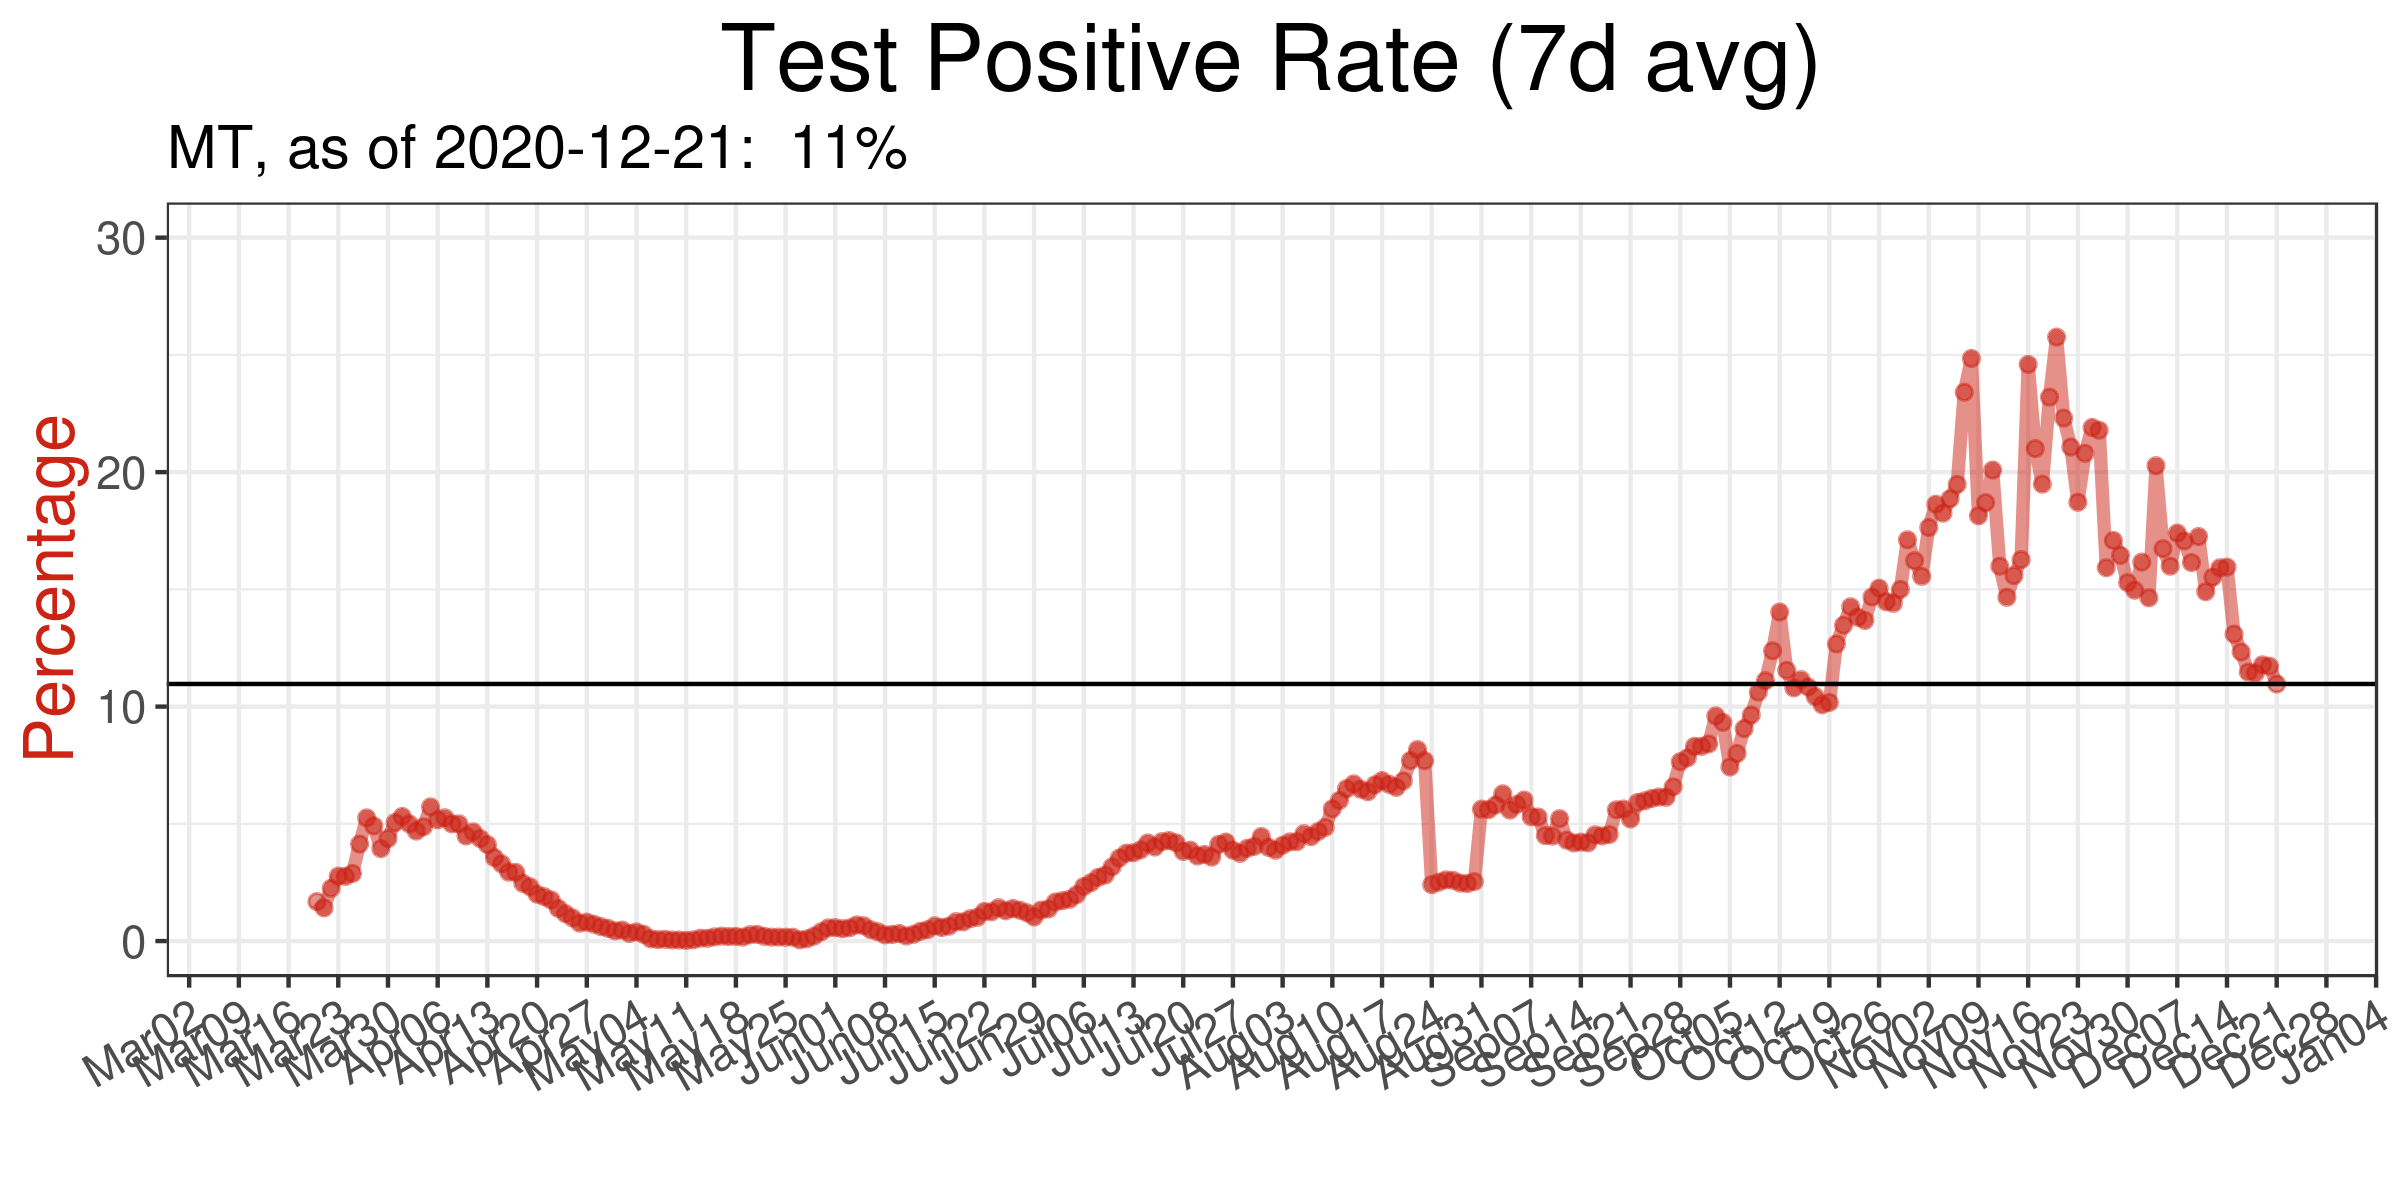 Test Positive Rate (7d avg)
MT, as of 2020-12-21:  11%
Percentage
30
20
10
0
Mar02
Mar09
Mar16
Mar23
Mar30
Apr06
Apr13
Apr20
Apr27
May04
May11
May18
May25
Jun01
Jun08
Jun15
Jun22
Jun29
Jul06
Jul13
Jul20
Jul27
Aug03
Aug10
Aug17
Aug24
Aug31
Sep07
Sep14
Sep21
Sep28
Oct05
Oct12
Oct19
Oct26
Nov02
Nov09
Nov16
Nov23
Nov30
Dec07
Dec14
Dec21
Dec28
Jan04